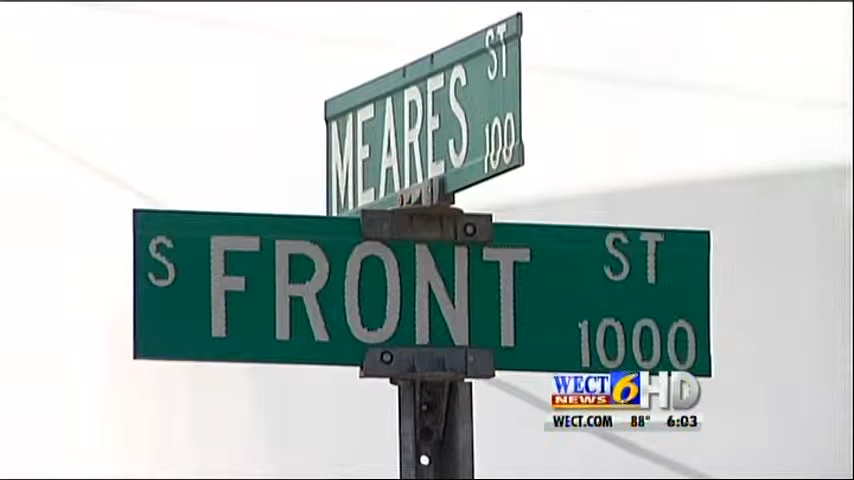 MEARES ST
100
S FRONT ST
1000
WECT 6 HD
NEWS
WECT.COM 88° 6:03